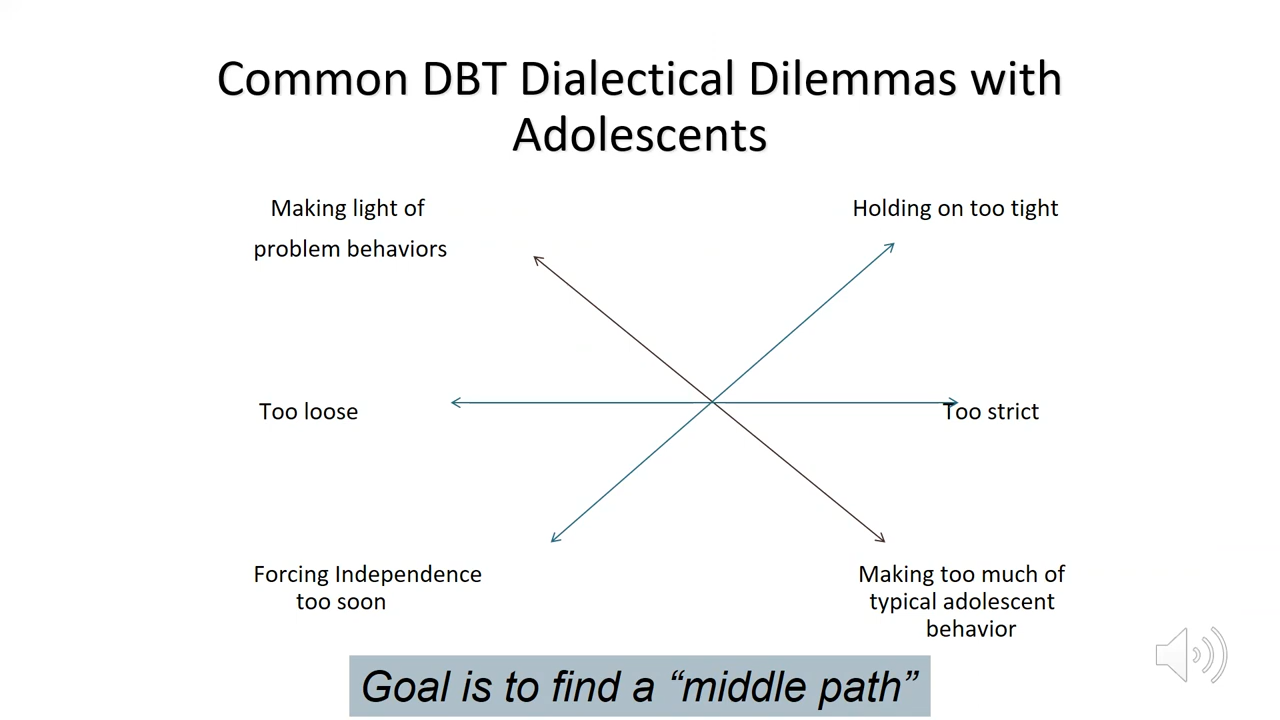 Common DBT Dialectical Dilemmas with
Adolescents
Making light of
problem behaviors
Holding on too tight
Too loose
Too strict
Forcing Independence
too soon
Making too much of
typical adolescent
behavior
Goal is to find a “middle path”